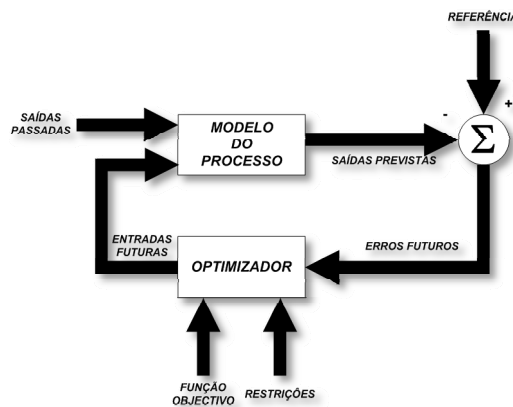 REFERÊNCIA
+
-
SAÍDAS
PASSADAS
MODELO
DO
PROCESSO
Σ
SAÍDAS PREVISTAS
ENTRADAS
FUTURAS
OPTIMIZADOR
ERROS FUTUROS
FUNÇÃO
OBJECTIVO
RESTRIÇÕES